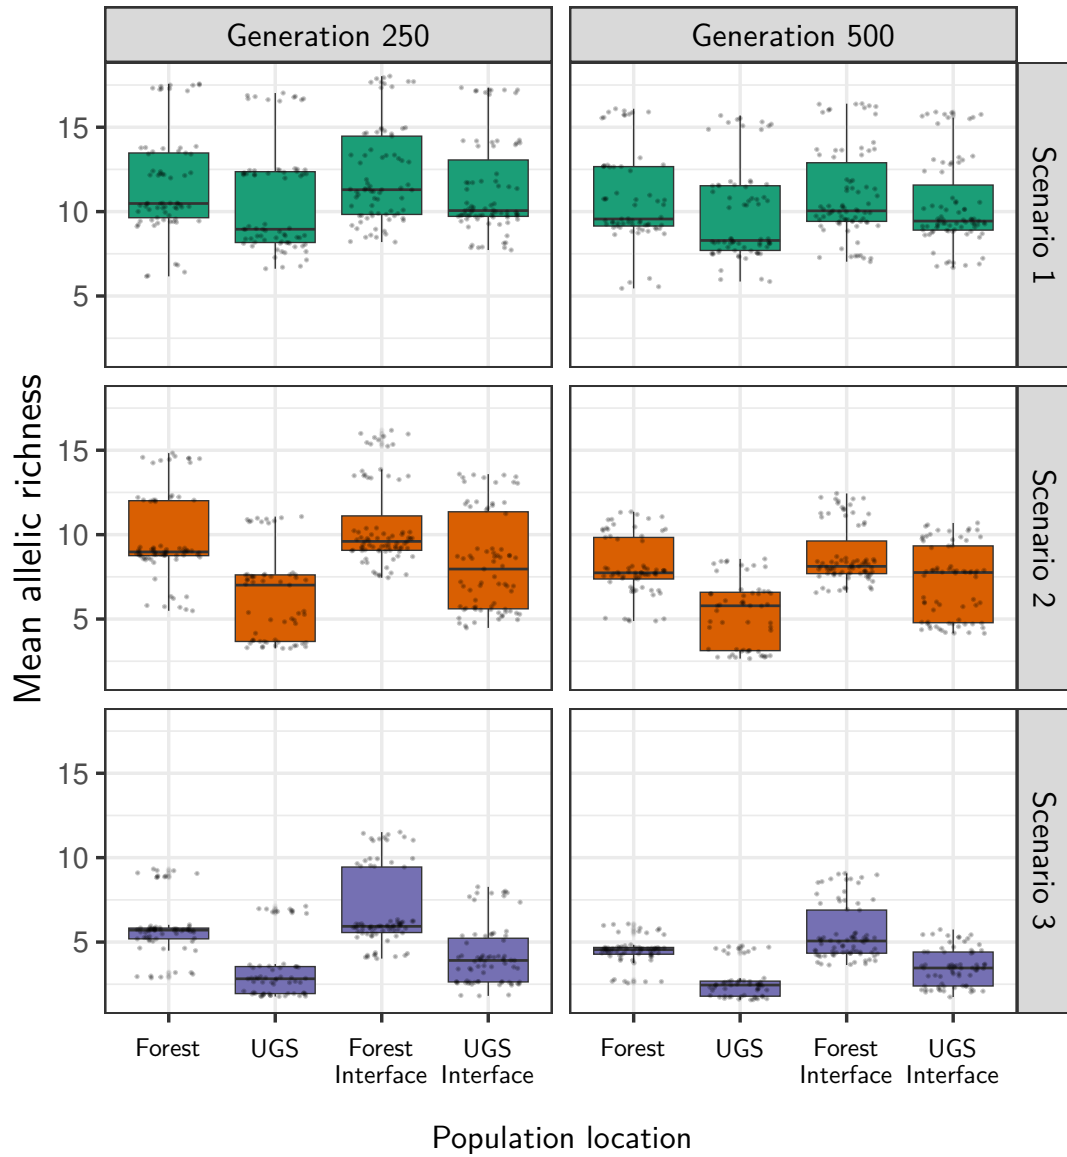 Generation 250
Generation 500
Mean allelic richness
15
10
5
Scenario 1
15
10
5
Scenario 2
15
10
5
Scenario 3
Forest
UGS
Forest
Interface
UGS
Interface
Forest
UGS
Forest
Interface
UGS
Interface
Population location